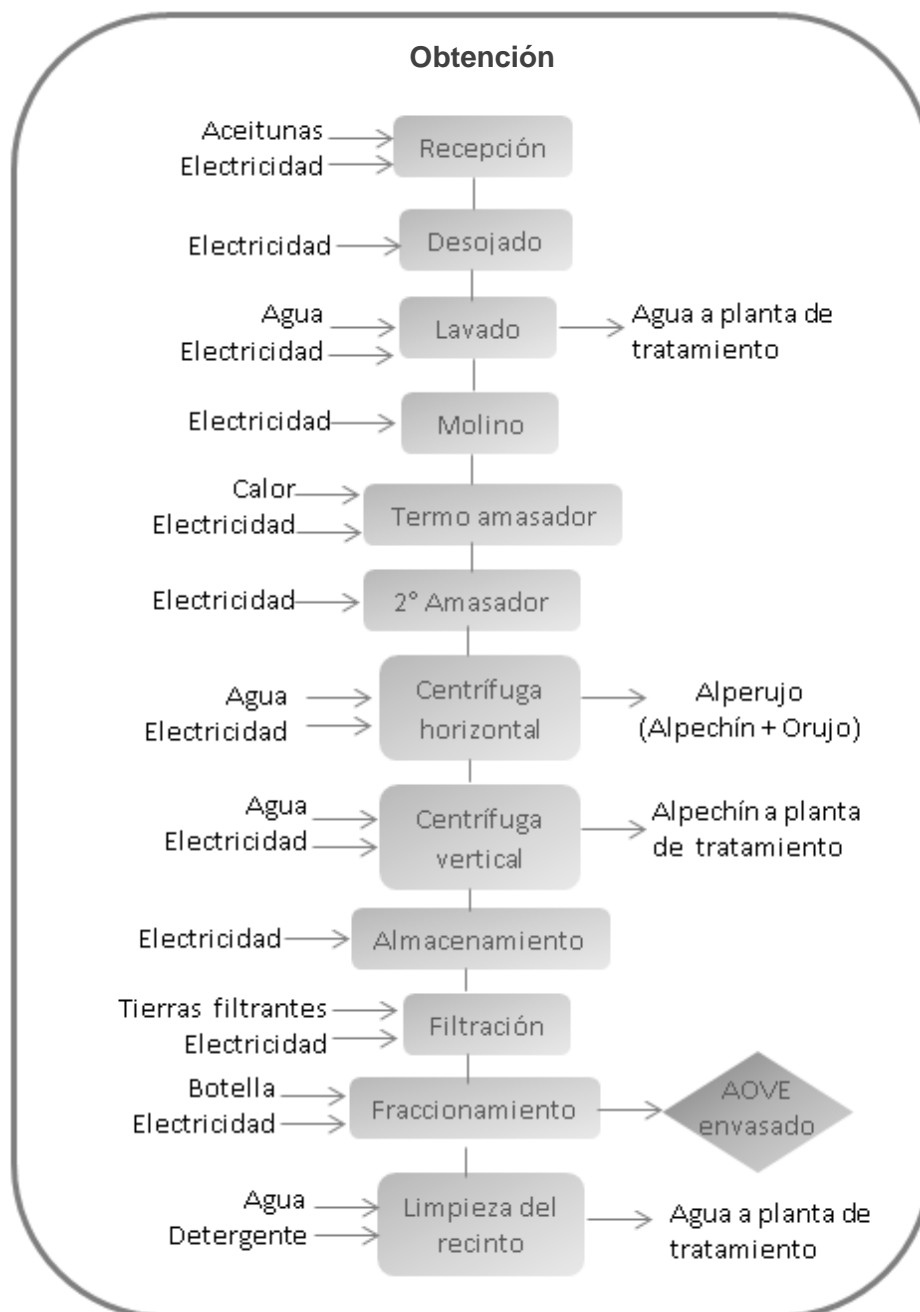 Obtención
Aceitunas
Electricidad
Recepción
Electricidad
Desojado
Agua
Electricidad
Lavado
Agua a planta de
tratamiento
Electricidad
Molino
Calor
Electricidad
Termo amasador
Electricidad
2° Amasador
Agua
Electricidad
Centrífuga
horizontal
Alperujo
(Alpechín + Orujo)
Agua
Electricidad
Centrífuga
vertical
Alpechín a planta
de tratamiento
Electricidad
Almacenamiento
Tierras filtrantes
Electricidad
Filtración
Botella
Electricidad
Fraccionamiento
AOVE
envasado
Agua
Detergente
Limpieza del
recinto
Agua a planta de
tratamiento